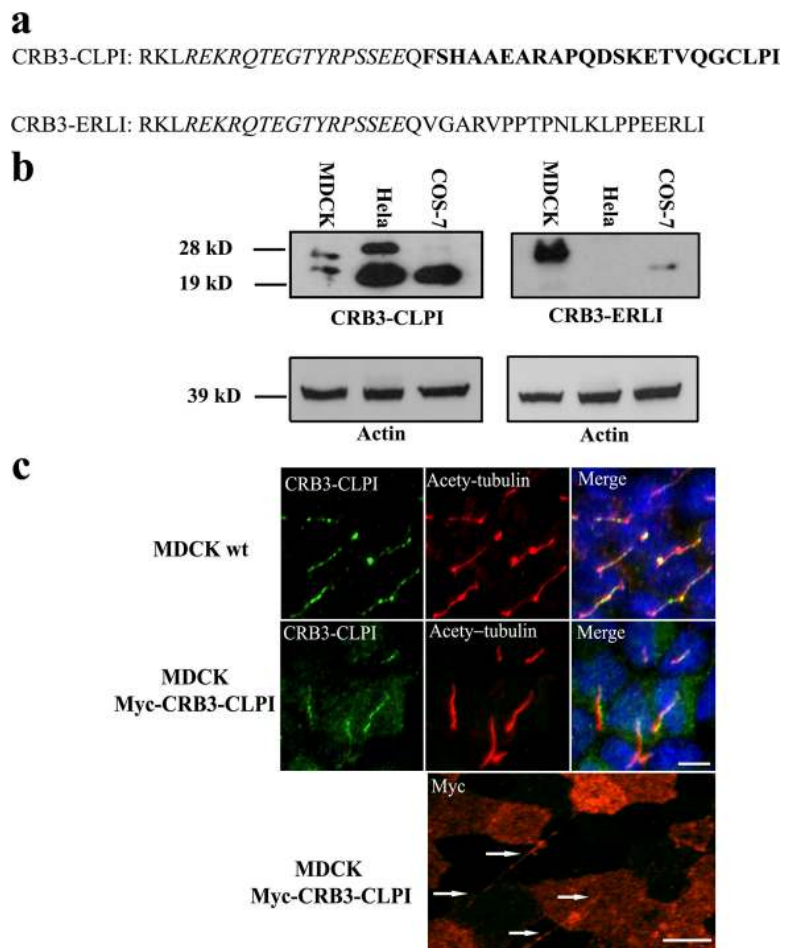 a
CRB3-CLPI: RKLREKRQTEGTYRPSSEEQFSHAAEARAPQDSKETVQGCLPI
CRB3-ERLI: RKLREKRQTEGTYRPSSEEQVGARVPPTPNLKLPPEERLI
b
MDCK
Hela
COS-7
MDCK
Hela
COS-7
28 kD
19 kD
CRB3-CLPI
CRB3-ERLI
39 kD
Actin
Actin
c
CRB3-CLPI
Acety-tubulin
Merge
MDCK wt
CRB3-CLPI
Acety-tubulin
Merge
MDCK
Myc-CRB3-CLPI
Myc
MDCK
Myc-CRB3-CLPI